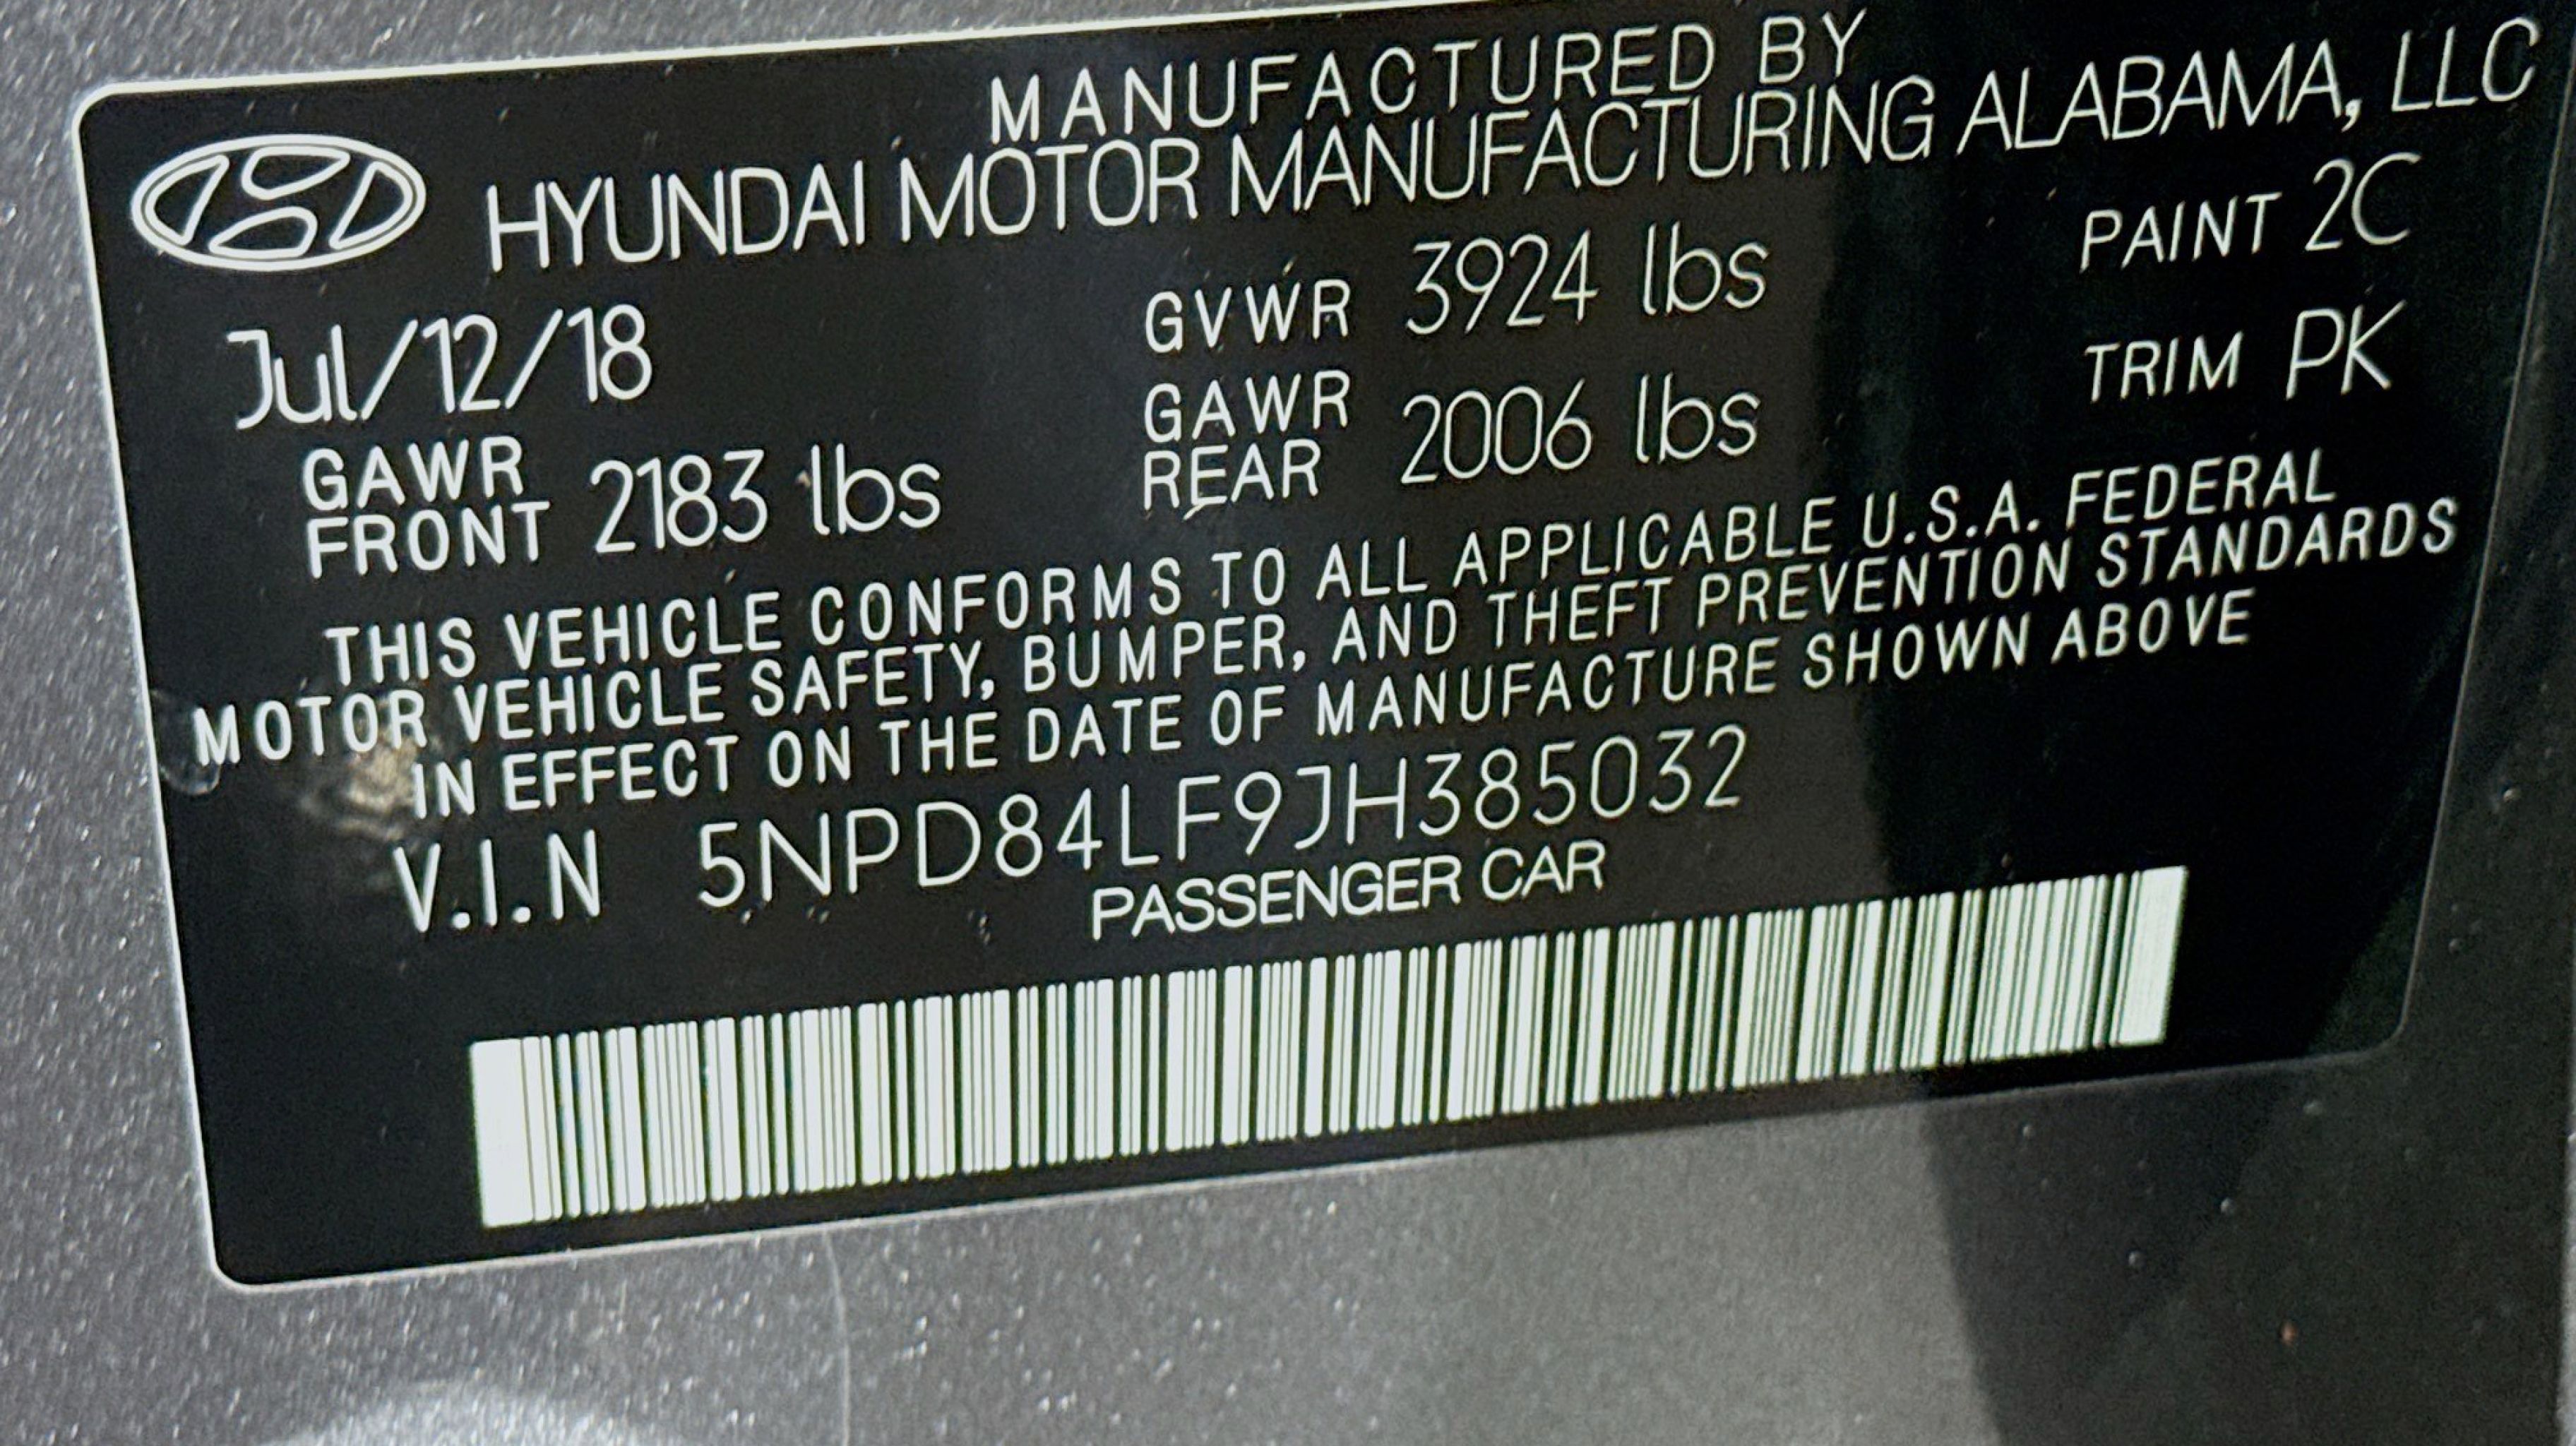 MANUFACTURED BY
HYUNDAI MOTOR MANUFACTURING ALABAMA, LLC
Jul/12/18
GVWR 3924 lbs
PAINT 2C
GAWR FRONT 2183 lbs
GAWR REAR 2006 lbs
TRIM PK
THIS VEHICLE CONFORMS TO ALL APPLICABLE U.S.A. FEDERAL
MOTOR VEHICLE SAFETY, BUMPER, AND THEFT PREVENTION STANDARDS
IN EFFECT ON THE DATE OF MANUFACTURE SHOWN ABOVE
V.I.N 5NPD84LF9JH385032
PASSENGER CAR